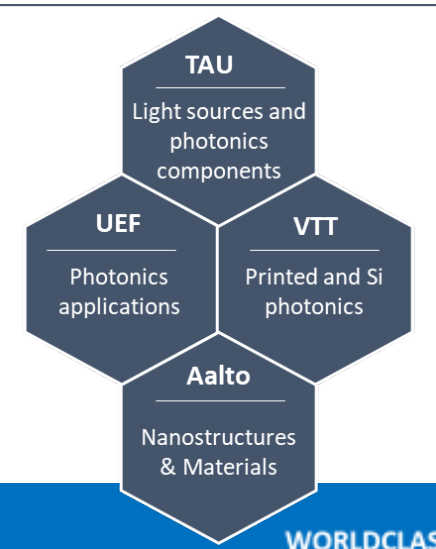 TAU
Light sources and
photonics
components
UEF
Photonics
applications
VTT
Printed and Si
photonics
Aalto
Nanostructures
& Materials
WORLDCLAS